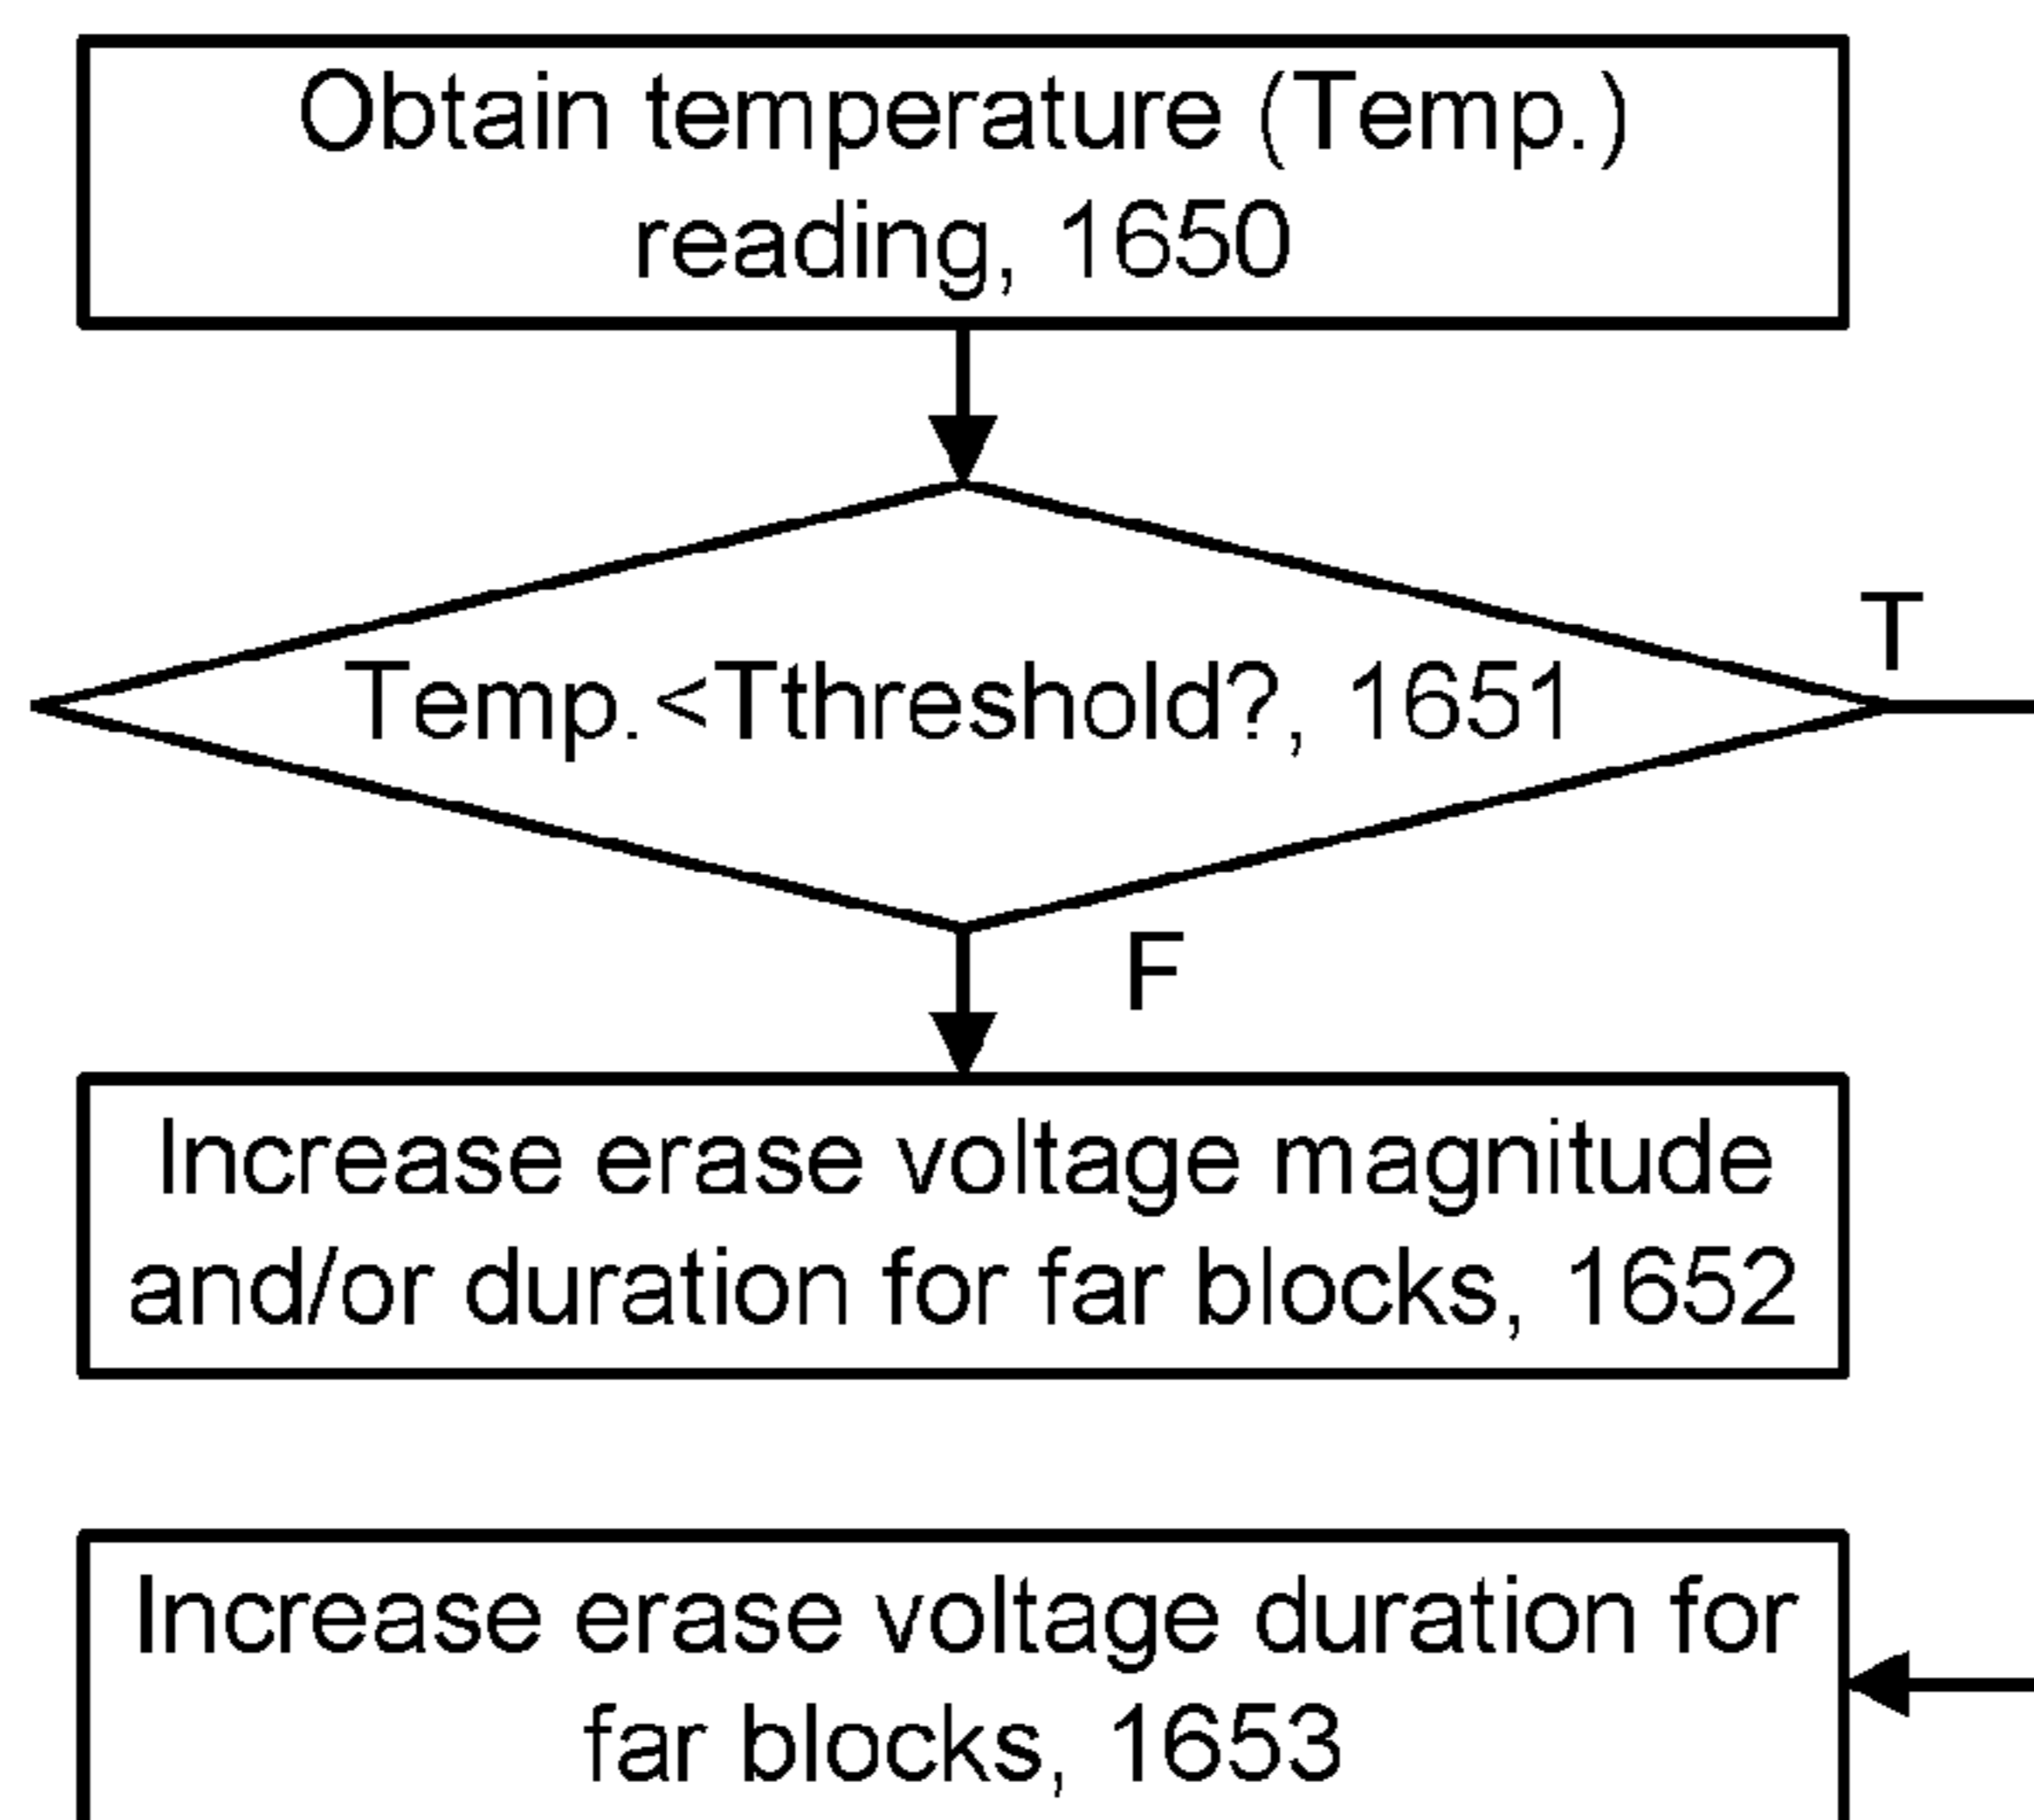 Obtain temperature (Temp.)
reading, 1650
Temp.<Tthreshold?, 1651
T
F
Increase erase voltage magnitude
and/or duration for far blocks, 1652
Increase erase voltage duration for
far blocks, 1653